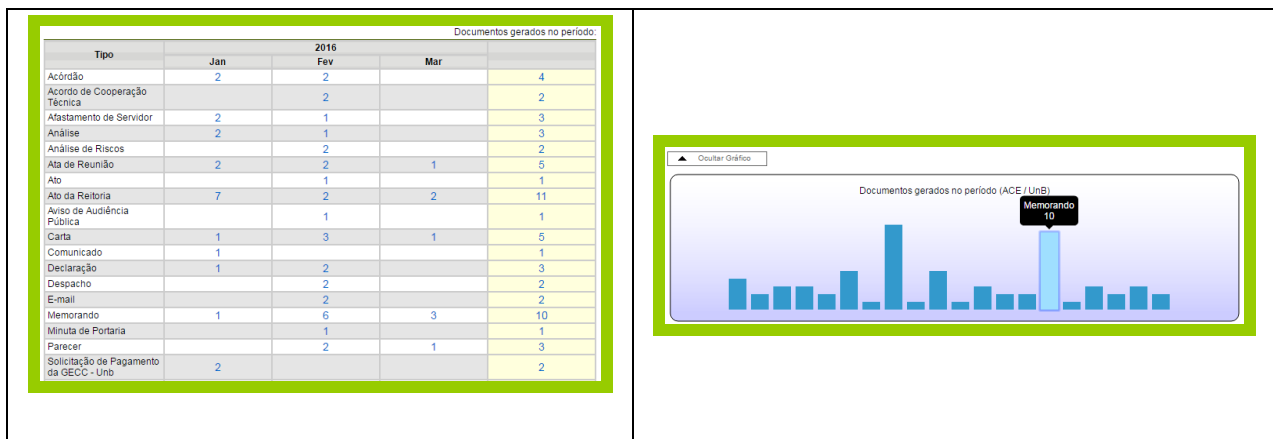 Documentos gerados no período:
Tipo 2016
Jan Fev Mar
Acórdão 2 2 4
Acordo de Cooperação
Técnica 2 2
Afastamento de Servidor 2 1 3
Análise 2 1 3
Análise de Riscos 2 2
Ata de Reunião 2 2 1 5
Ato 1 1
Ato da Reitoria 7 2 2 11
Aviso de Audiência
Pública 1 1
Carta 1 3 1 5
Comunicado 1 1
Declaração 1 2 3
Despacho 2 2
E-mail 2 2
Memorando 1 6 3 10
Minuta de Portaria 1 1
Parecer 2 1 3
Solicitação de Pagamento
da GECC - Unb 2 2
Ocultar Gráfico
Documentos gerados no período (ACE / UnB)
Memorando
10